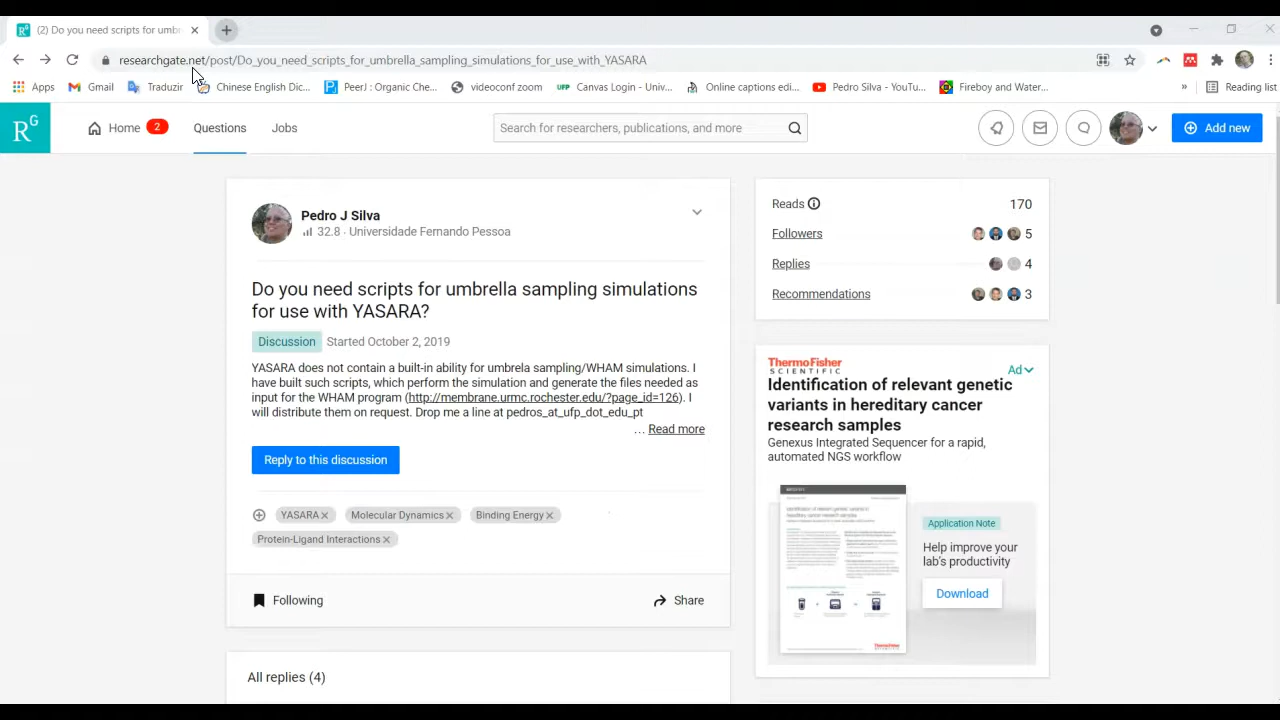 (2) Do you need scripts for umbr
researchgate.net/post/Do_you_need_scripts_for_umbrella_sampling_simulations_for_use_with_YASARA
Apps Gmail Traduzir Chinese English Dic... PeerJ : Organic Che... videoconf zoom Canvas Login - Univ... Online captions edi... Pedro Silva - YouTu... Fireboy and Water... » Reading list
RG Home 2 Questions Jobs Search for researchers, publications, and more Add new
Pedro J Silva
32.8 · Universidade Fernando Pessoa
Do you need scripts for umbrella sampling simulations
for use with YASARA?
Discussion Started October 2, 2019
YASARA does not contain a built-in ability for umbrela sampling/WHAM simulations. I
have built such scripts, which perform the simulation and generate the files needed as
input for the WHAM program (http://membrane.urmc.rochester.edu/?page_id=126). I
will distribute them on request. Drop me a line at pedros_at_ufp_dot_edu_pt
... Read more
Reply to this discussion
YASARA Molecular Dynamics Binding Energy
Protein-Ligand Interactions
Following Share
All replies (4)
Reads 170
Followers 5
Replies 4
Recommendations 3
ThermoFisher
SCIENTIFIC
Ad
Identification of relevant genetic
variants in hereditary cancer
research samples
Genexus Integrated Sequencer for a rapid,
automated NGS workflow
Application Note
Help improve your
lab's productivity
Download